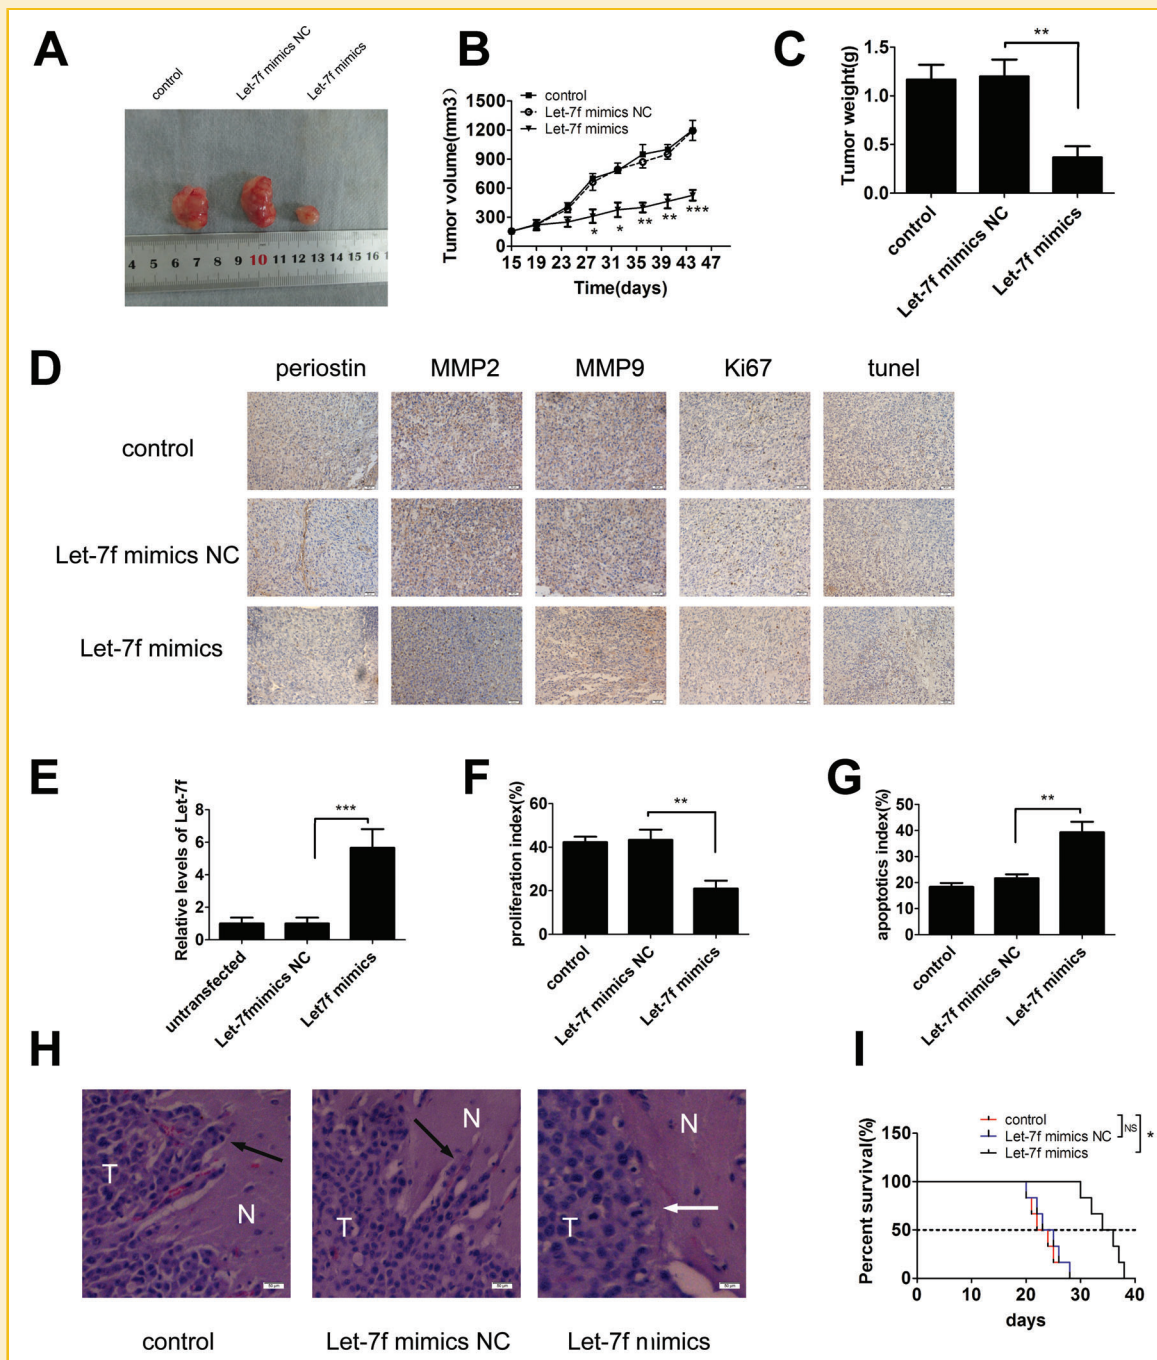 A
control
Let-7f mimics NC
Let-7f mimics
4 5 6 7 8 9 10 11 12 13 14 15 16
B
control
Let-7f mimics NC
Let-7f mimics
Tumor volume(mm3)
1500
1200
900
600
300
0
* * ** ** ***
15 19 23 27 31 35 39 43 47
Time(days)
C
**
Tumor weight(g)
1.5
1.0
0.5
0.0
control
Let-7f mimics NC
Let-7f mimics
D
periostin MMP2 MMP9 Ki67 tunel
control
Let-7f mimics NC
Let-7f mimics
E
***
Relative levels of Let-7f
8
6
4
2
0
untransfected
Let-7fmimics NC
Let7f mimics
F
**
proliferation index(%)
60
40
20
0
control
Let-7f mimics NC
Let-7f mimics
G
**
apoptotics index(%)
50
40
30
20
10
0
control
Let-7f mimics NC
Let-7f mimics
H
T N
T N
T N
50 μm
50 μm
50 μm
control Let-7f mimics NC Let-7f mimics
I
control
Let-7f mimics NC
Let-7f mimics
NS
*
Percent survival(%)
150
100
50
0
0 10 20 30 40
days